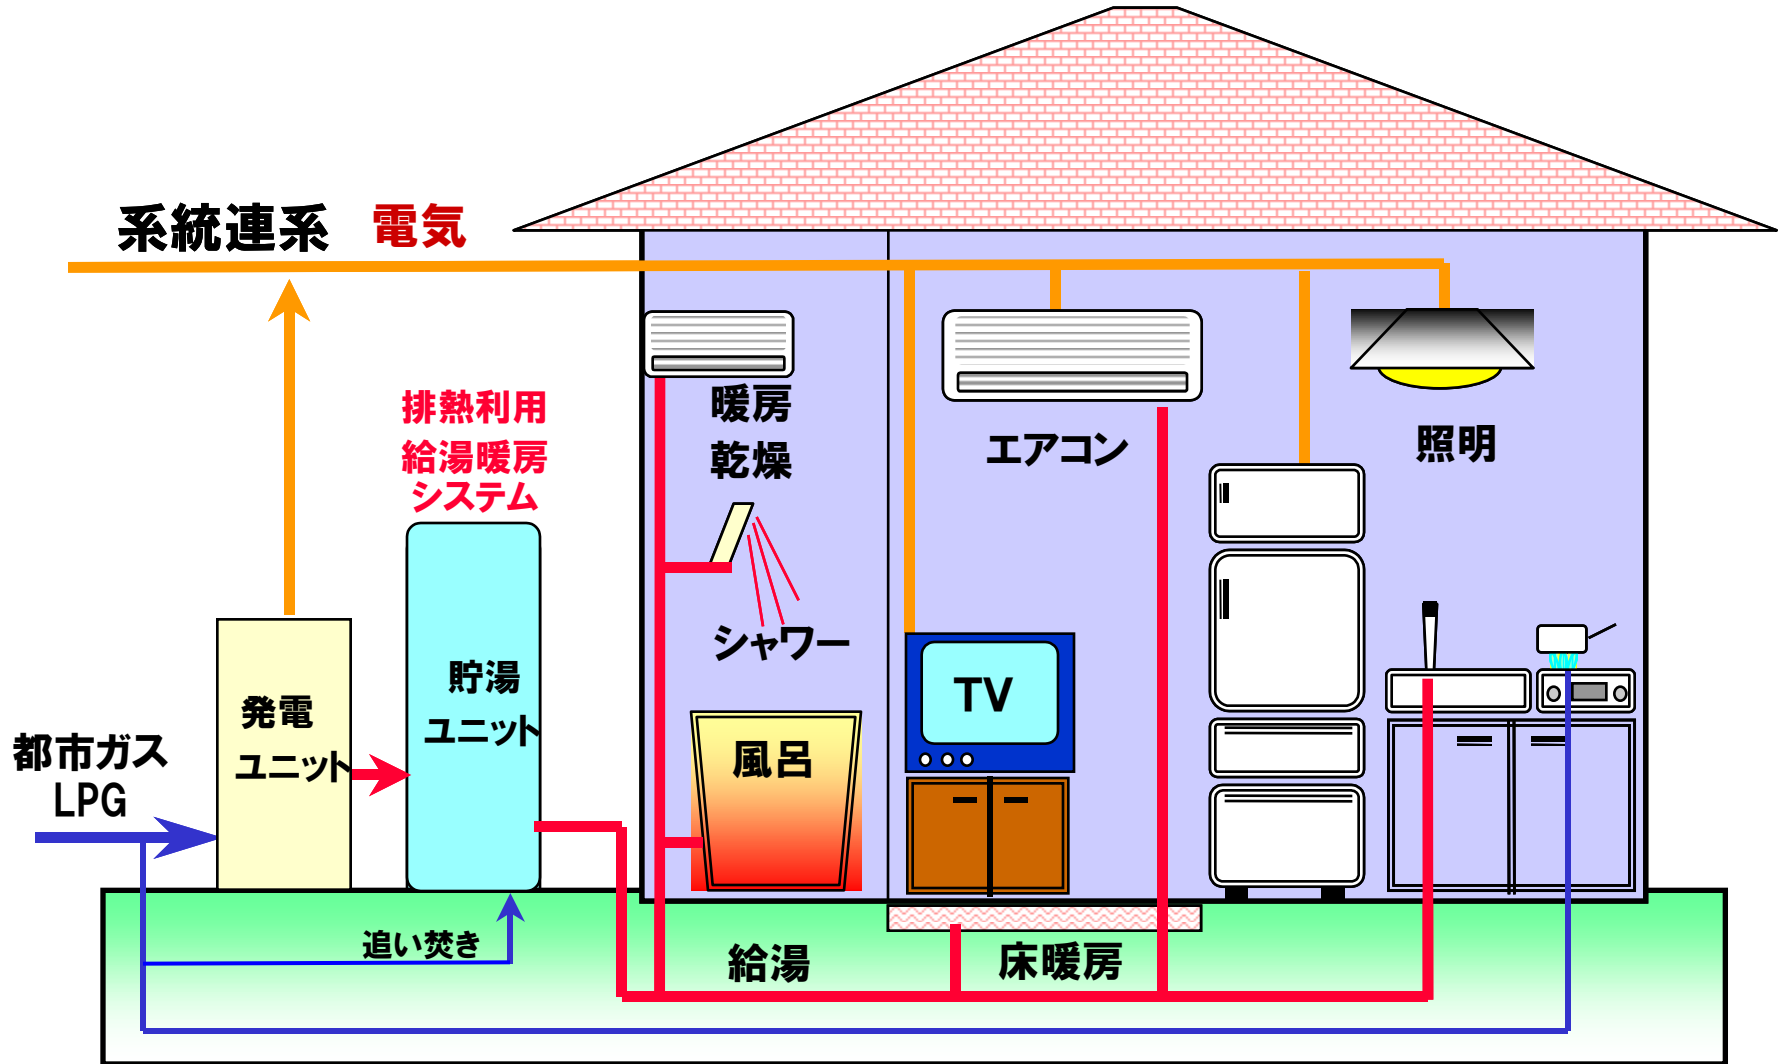 系統連系 電気
排熱利用
給湯暖房
システム
暖房
乾燥
エアコン
照明
シャワー
貯湯
ユニット
発電
ユニット
TV
風呂
都市ガス
LPG
追い焚き
給湯
床暖房